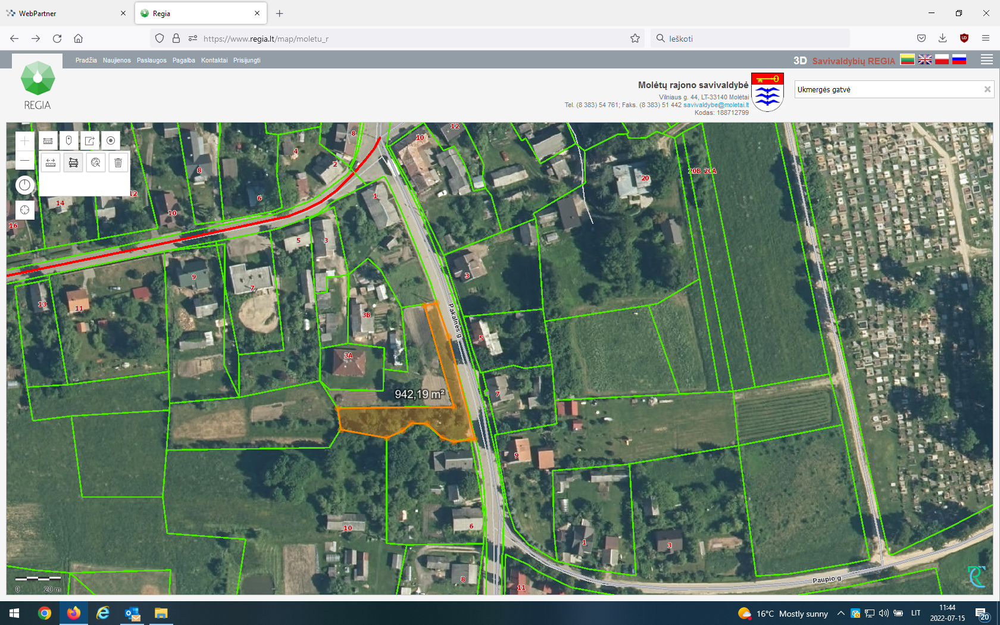 WebPartner
Regia
https://www.regia.lt/map/moletu_r
Ieškoti
Pradžia Naujienos Paslaugos Pagalba Kontaktai Prisijungti
3D Savivaldybių REGIA
REGIA
Molėtų rajono savivaldybė
Vilniaus g. 44, LT-33140 Molėtai
Tel. (8 383) 54 761; Faks. (8 383) 51 442 savivaldybe@moletai.lt
Kodas: 188712799
Ukmergės gatvė
12
8
10
4
2
8
20B 20A
20
12
6
1
14
10
16
5
3
3
9
7
13
11
3B
Pakalnės g.
5
3A
942,19 m²
7
9
6
10
1
3
8
Paupio g.
11
0 20 m
16°C Mostly sunny
LIT
11:44
2022-07-15
20